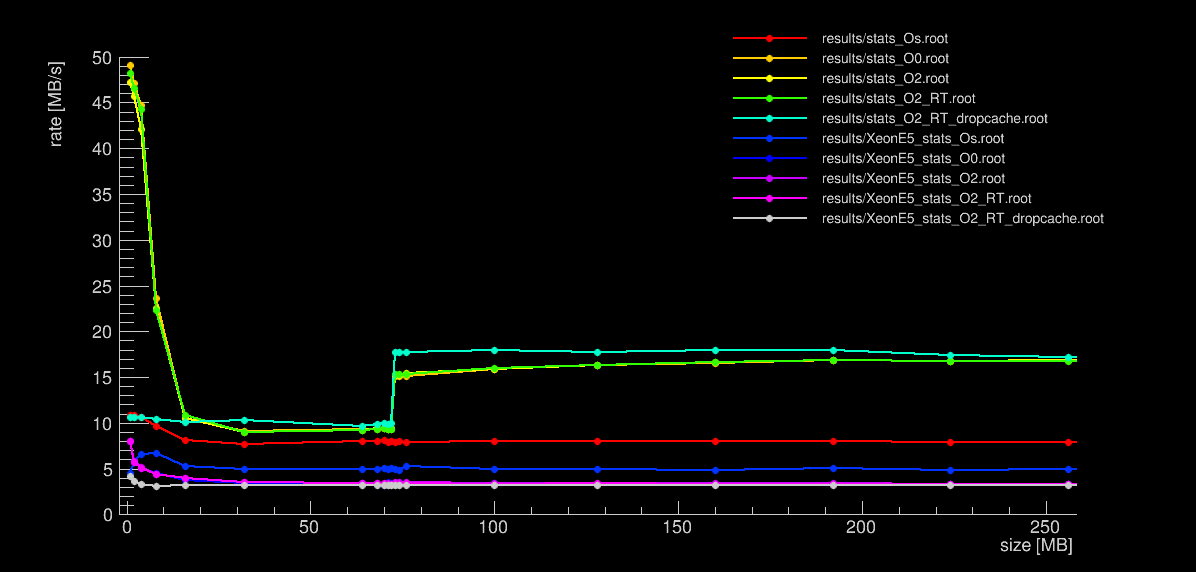 results/stats_Os.root
results/stats_O0.root
results/stats_O2.root
results/stats_O2_RT.root
results/stats_O2_RT_dropcache.root
results/XeonE5_stats_Os.root
results/XeonE5_stats_O0.root
results/XeonE5_stats_O2.root
results/XeonE5_stats_O2_RT.root
results/XeonE5_stats_O2_RT_dropcache.root
rate [MB/s]
50
45
40
35
30
25
20
15
10
5
0
0 50 100 150 200 250
size [MB]